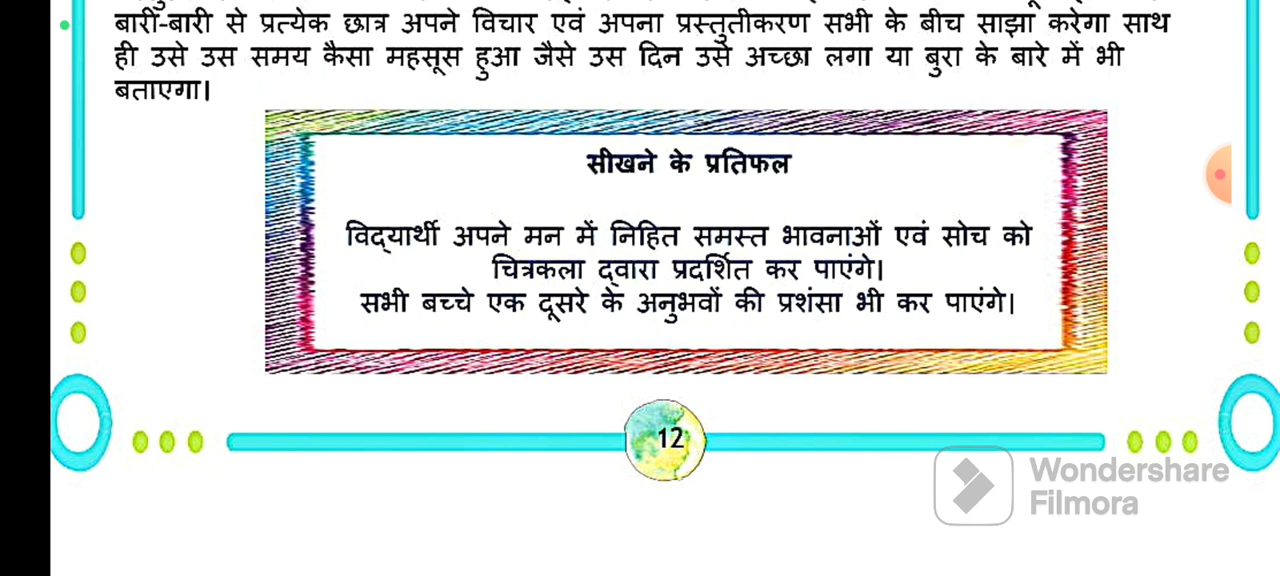 बारी-बारी से प्रत्येक छात्र अपने विचार एवं अपना प्रस्तुतीकरण सभी के बीच साझा करेगा साथ
ही उसे उस समय कैसा महसूस हुआ जैसे उस दिन उसे अच्छा लगा या बुरा के बारे में भी
बताएगा।
सीखने के प्रतिफल
विद्यार्थी अपने मन में निहित समस्त भावनाओं एवं सोच को
चित्रकला द्वारा प्रदर्शित कर पाएंगे।
सभी बच्चे एक दूसरे के अनुभवों की प्रशंसा भी कर पाएंगे।
12
Wondershare
Filmora